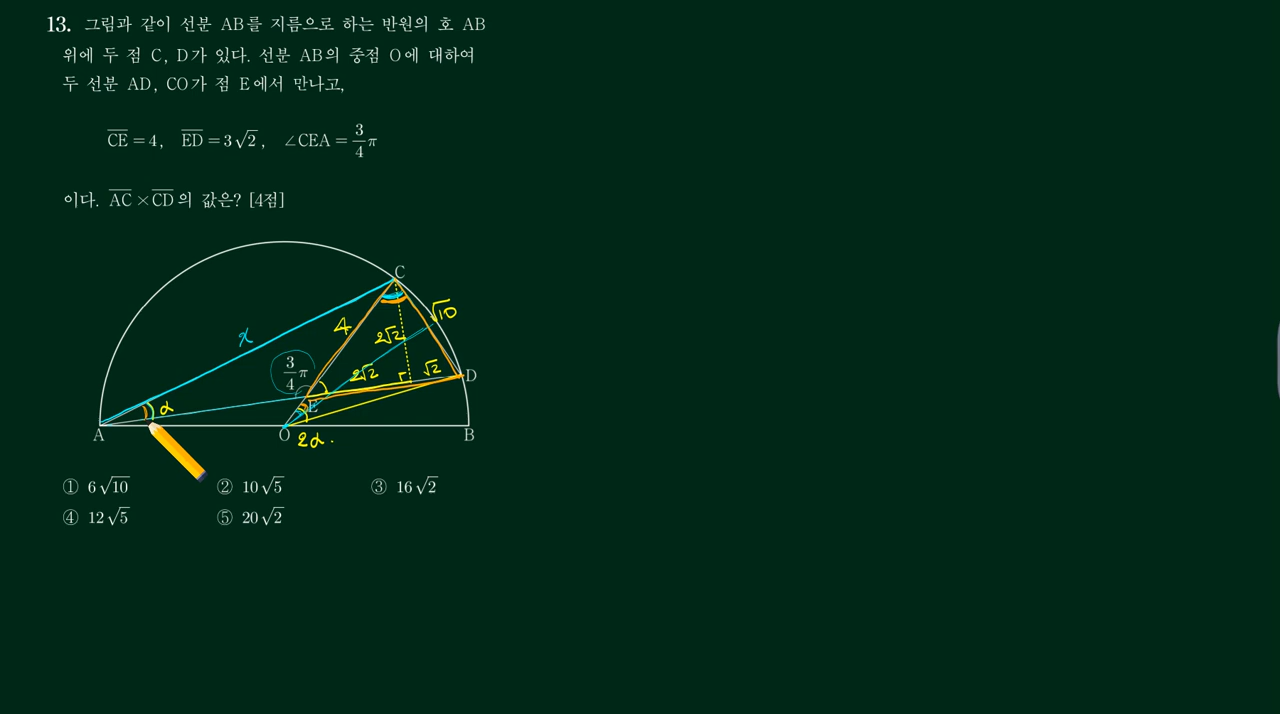 13. 그림과 같이 선분 AB를 지름으로 하는 반원의 호 AB
위에 두 점 C, D가 있다. 선분 AB의 중점 O에 대하여
두 선분 AD, CO가 점 E에서 만나고,
CE = 4, ED = 3√2, ∠CEA = 3/4 π
이다. AC × CD의 값은? [4점]
C
√10
4
2√2
x
3/4 π
2√2
√2
D
E
α
A
O
B
2α.
① 6√10 ② 10√5 ③ 16√2
④ 12√5 ⑤ 20√2